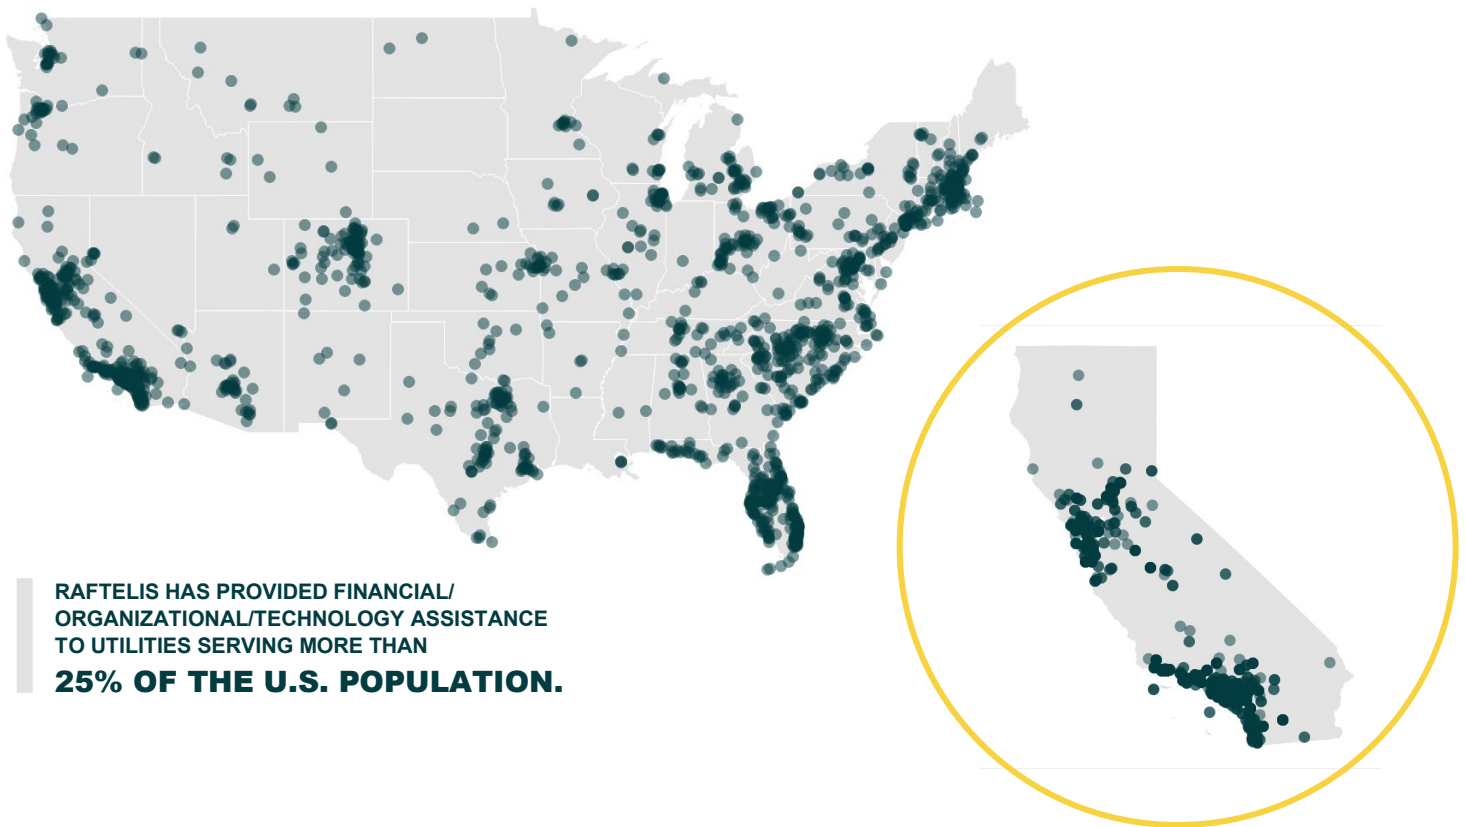 RAFTELIS HAS PROVIDED FINANCIAL/
ORGANIZATIONAL/TECHNOLOGY ASSISTANCE
TO UTILITIES SERVING MORE THAN
25% OF THE U.S. POPULATION.